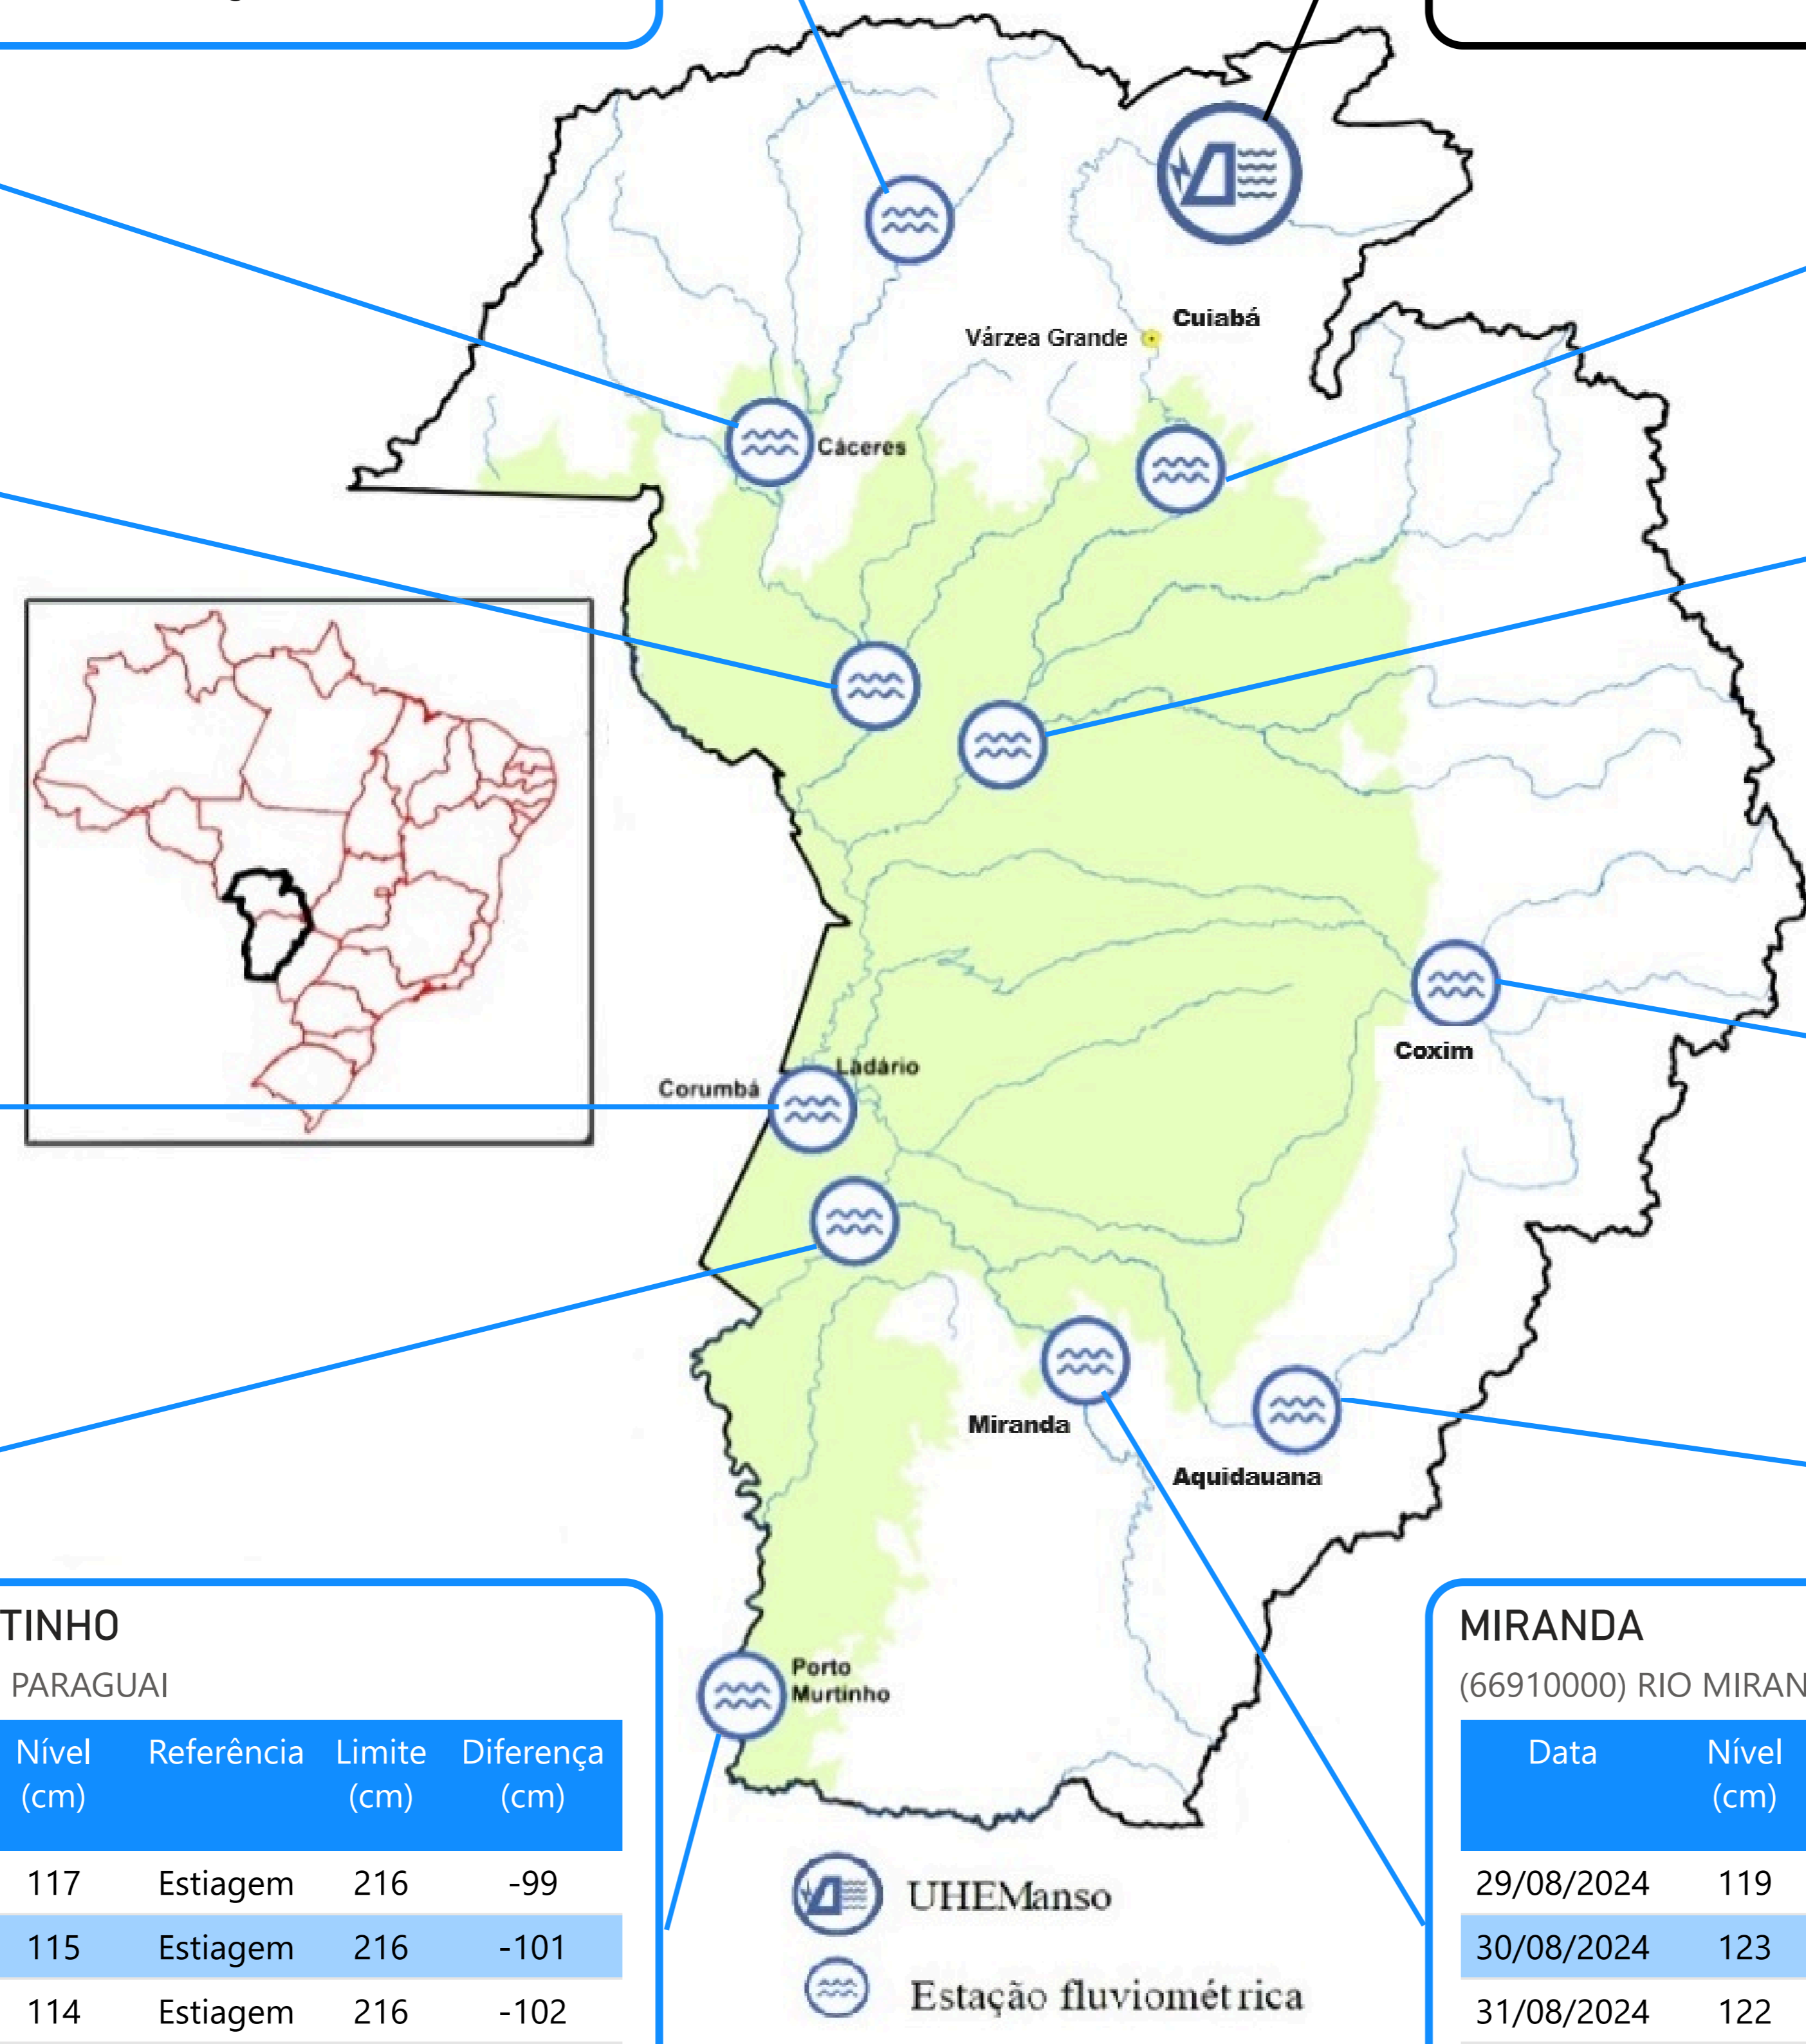 Cuiabá
Várzea Grande
Cáceres
Coxim
Ladário
Corumbá
Miranda
Aquidauana
Porto
Murtinho
TINHO
PARAGUAI
Nível (cm) Referência Limite (cm) Diferença (cm)
117 Estiagem 216 -99
115 Estiagem 216 -101
114 Estiagem 216 -102
UHEManso
Estação fluviométrica
MIRANDA
(66910000) RIO MIRAN
Data Nível (cm)
29/08/2024 119
30/08/2024 123
31/08/2024 122